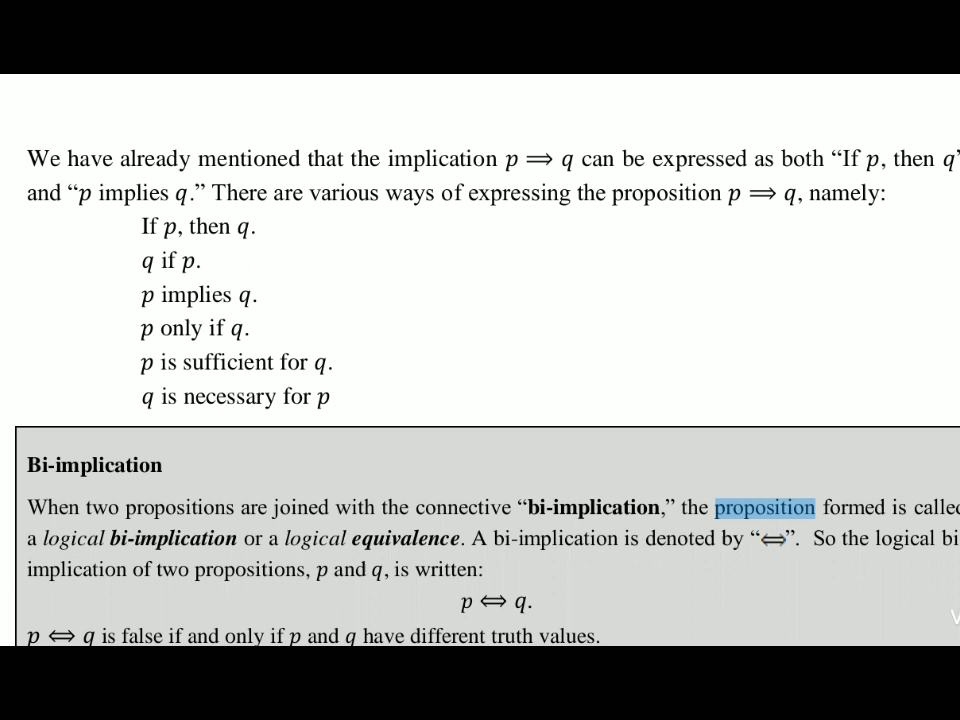 We have already mentioned that the implication p ⟹ q can be expressed as both “If p, then q”
and “p implies q.” There are various ways of expressing the proposition p ⟹ q, namely:
If p, then q.
q if p.
p implies q.
p only if q.
p is sufficient for q.
q is necessary for p
Bi-implication
When two propositions are joined with the connective “bi-implication,” the proposition formed is called
a logical bi-implication or a logical equivalence. A bi-implication is denoted by “⟺”. So the logical bi
implication of two propositions, p and q, is written:
p ⟺ q.
p ⟺ q is false if and only if p and q have different truth values.